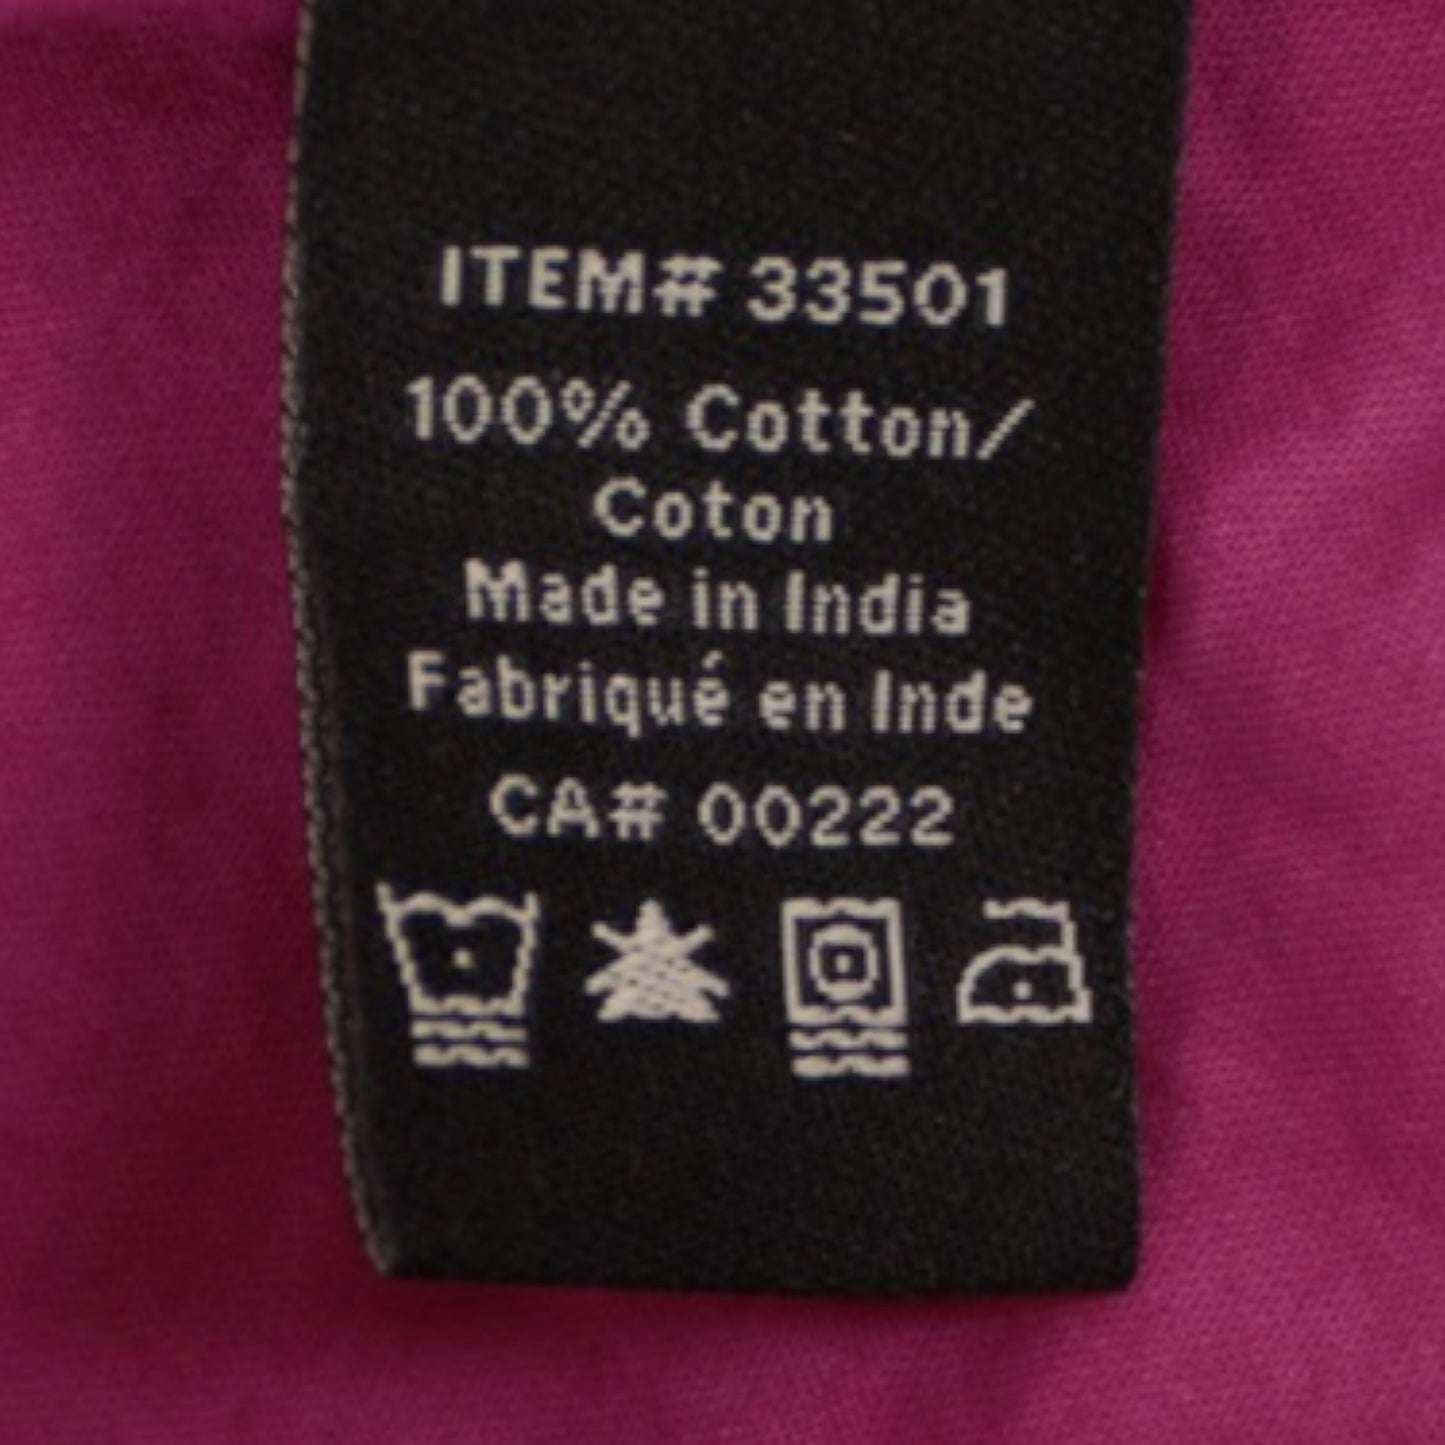 ITEM# 33501
100% Cotton/
Coton
Made in India
Fabriqué en Inde
CA# 00222